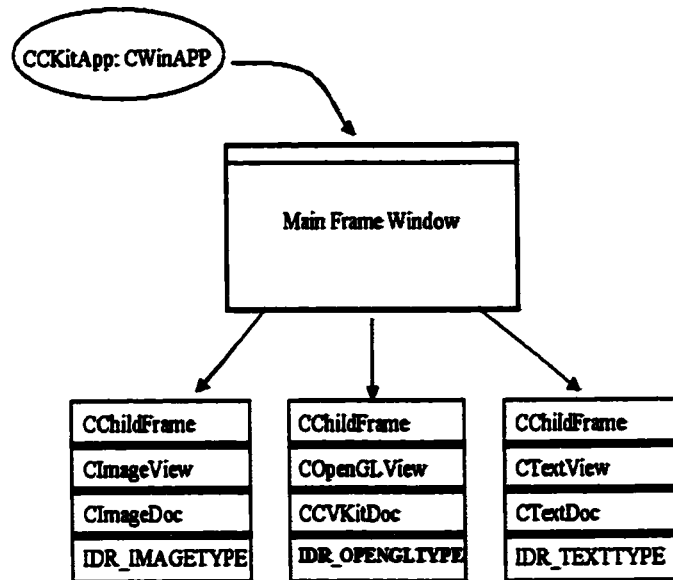 CCKitApp: CWinAPP
Main Frame Window
CChildFrame
CImageView
CImageDoc
IDR_IMAGETYPE
CChildFrame
COpenGLView
CCVKitDoc
IDR_OPENGLTYPE
CChildFrame
CTextView
CTextDoc
IDR_TEXTTYPE